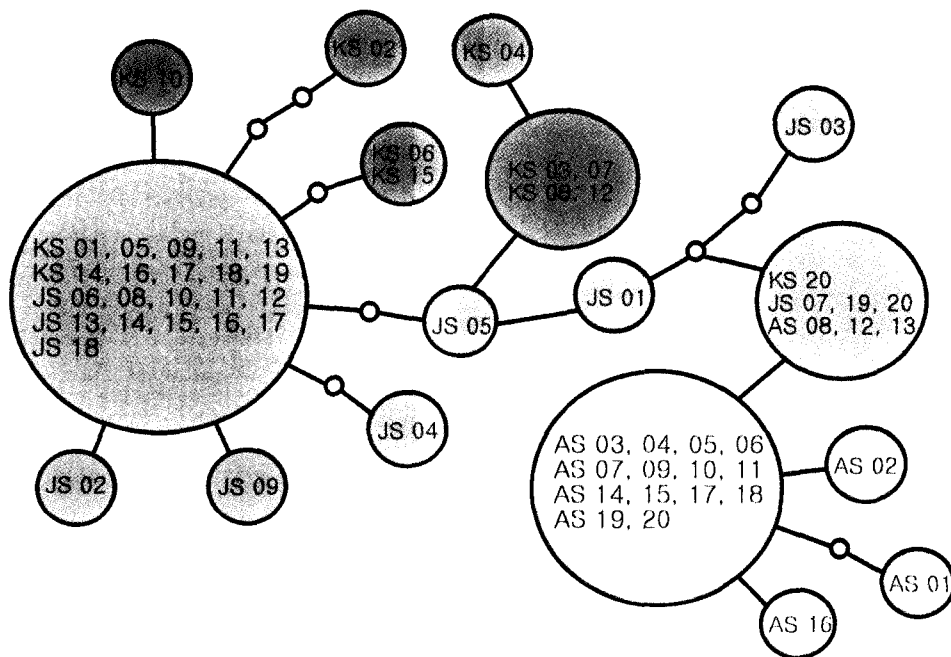 KS 10
KS 02
KS 04
KS 06
KS 15
KS 03, 07
KS 08, 12
JS 03
KS 01, 05, 09, 11, 13
KS 14, 16, 17, 18, 19
JS 06, 08, 10, 11, 12
JS 13, 14, 15, 16, 17
JS 18
JS 05
JS 01
KS 20
JS 07, 19, 20
AS 08, 12, 13
JS 04
JS 02
JS 09
AS 03, 04, 05, 06
AS 07, 09, 10, 11
AS 14, 15, 17, 18
AS 19, 20
AS 02
AS 01
AS 16